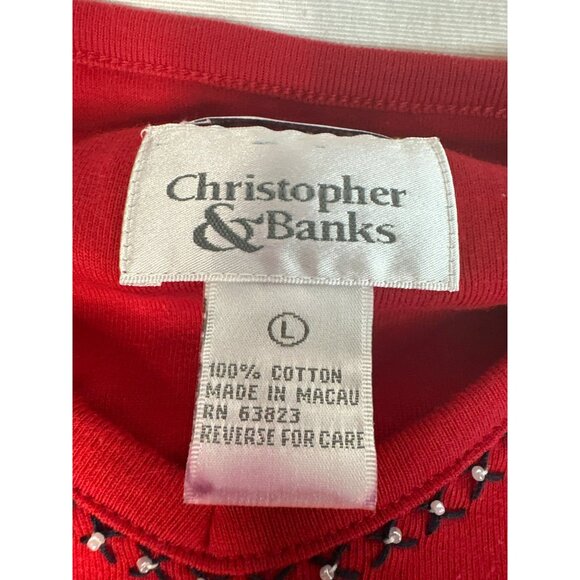 Christopher
& Banks
L
100% COTTON
MADE IN MACAU
RN 63823
REVERSE FOR CARE